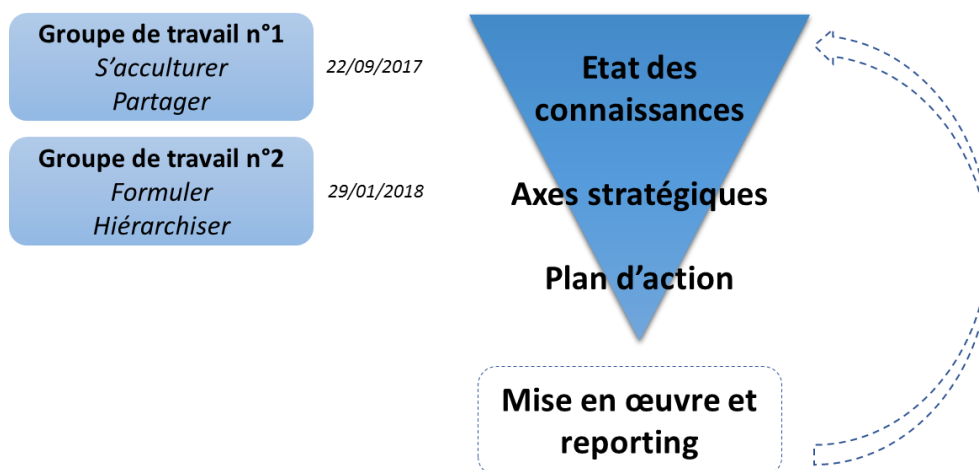 Groupe de travail n°1
S’acculturer
Partager
22/09/2017
Groupe de travail n°2
Formuler
Hiérarchiser
29/01/2018
Etat des
connaissances
Axes stratégiques
Plan d’action
Mise en œuvre et
reporting